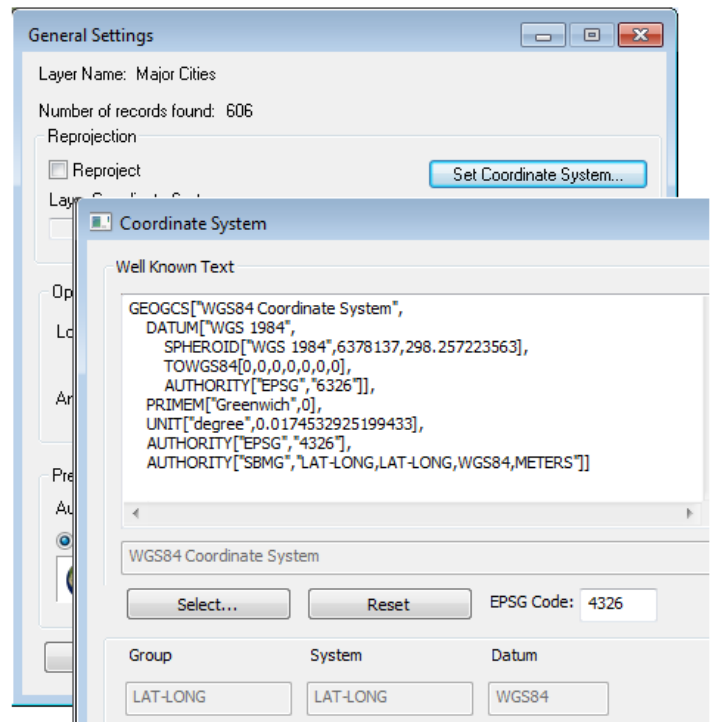 General Settings
Layer Name: Major Cities
Number of records found: 606
Reprojection
Reproject
Set Coordinate System...
Coordinate System
Well Known Text
GEOGCS["WGS84 Coordinate System",
DATUM["WGS 1984",
SPHEROID["WGS 1984",6378137,298.257223563],
TOWGS84[0,0,0,0,0,0,0],
AUTHORITY["EPSG","6326"]],
PRIMEM["Greenwich",0],
UNIT["degree",0.0174532925199433],
AUTHORITY["EPSG","4326"],
AUTHORITY["SBMG","LAT-LONG,LAT-LONG,WGS84,METERS"]]
WGS84 Coordinate System
Select... Reset EPSG Code: 4326
Group System Datum
LAT-LONG LAT-LONG WGS84